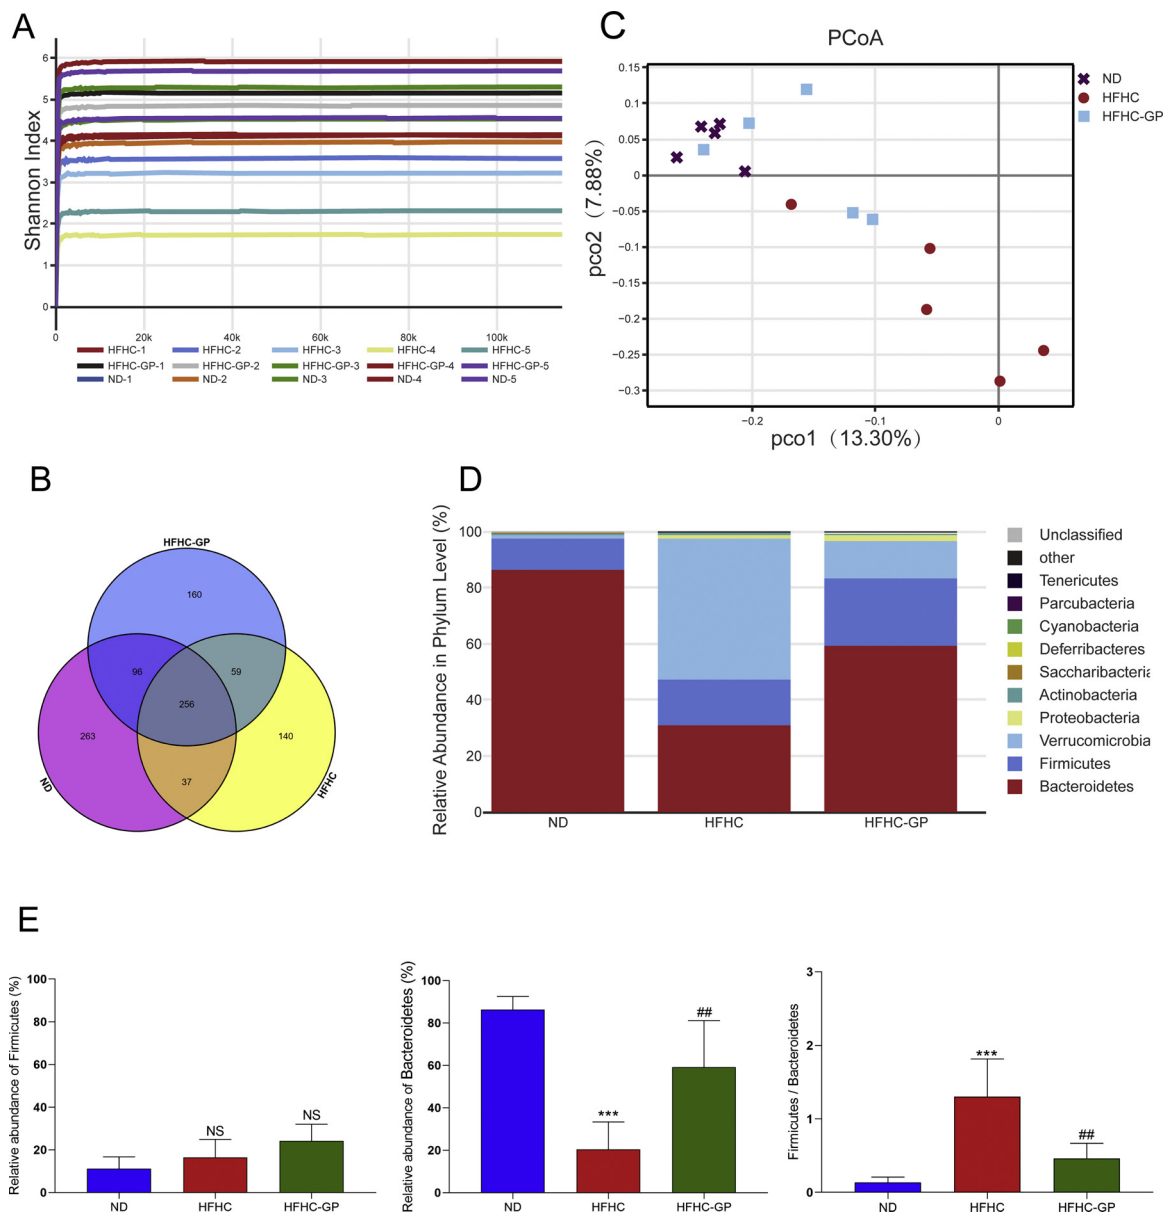 A
Shannon Index
6
5
4
3
2
1
0
0 20k 40k 60k 80k 100k
HFHC-1 HFHC-2 HFHC-3 HFHC-4 HFHC-5
HFHC-GP-1 HFHC-GP-2 HFHC-GP-3 HFHC-GP-4 HFHC-GP-5
ND-1 ND-2 ND-3 ND-4 ND-5
C
PCoA
pco2 (7.88%)
0.15
0.1
0.05
0
−0.05
−0.1
−0.15
−0.2
−0.25
−0.3
−0.2 −0.1 0
pco1 (13.30%)
ND
HFHC
HFHC-GP
B
HFHC-GP
160
96
59
256
263
140
37
ND
HFHC
D
Relative Abundance in Phylum Level (%)
100
80
60
40
20
0
ND HFHC HFHC-GP
Unclassified
other
Tenericutes
Parcubacteria
Cyanobacteria
Deferribacteres
Saccharibacteria
Actinobacteria
Proteobacteria
Verrucomicrobia
Firmicutes
Bacteroidetes
E
Relative abundance of Firmicutes (%)
100
80
60
40
20
0
NS
NS
ND HFHC HFHC-GP
Relative abundance of Bacteroidetes (%)
100
80
60
40
20
0
***
##
ND HFHC HFHC-GP
Firmicutes / Bacteroidetes
3
2
1
0
***
##
ND HFHC HFHC-GP